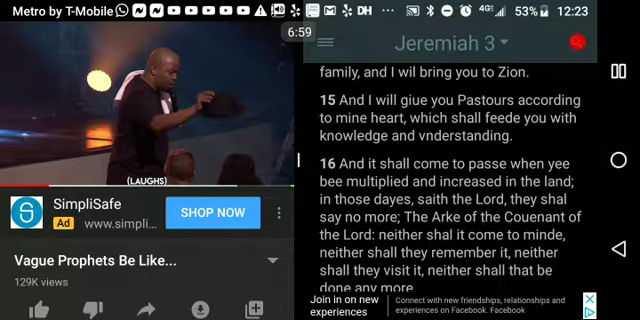 Metro by T-Mobile
DH ... 4G 53% 12:23
6:59
(LAUGHS)
SimpliSafe
Ad www.simpli...
SHOP NOW
Vague Prophets Be Like...
129K views
Jeremiah 3
family, and I wil bring you to Zion.
15 And I will giue you Pastours according
to mine heart, which shall feede you with
knowledge and vnderstanding.
16 And it shall come to passe when yee
bee multiplied and increased in the land;
in those dayes, saith the Lord, they shal
say no more; The Arke of the Couenant of
the Lord: neither shal it come to minde,
neither shall they remember it, neither
shall they visit it, neither shall that be
done any more.
Join in on new
experiences
Connect with new friendships, relationships and
experiences on Facebook. Facebook